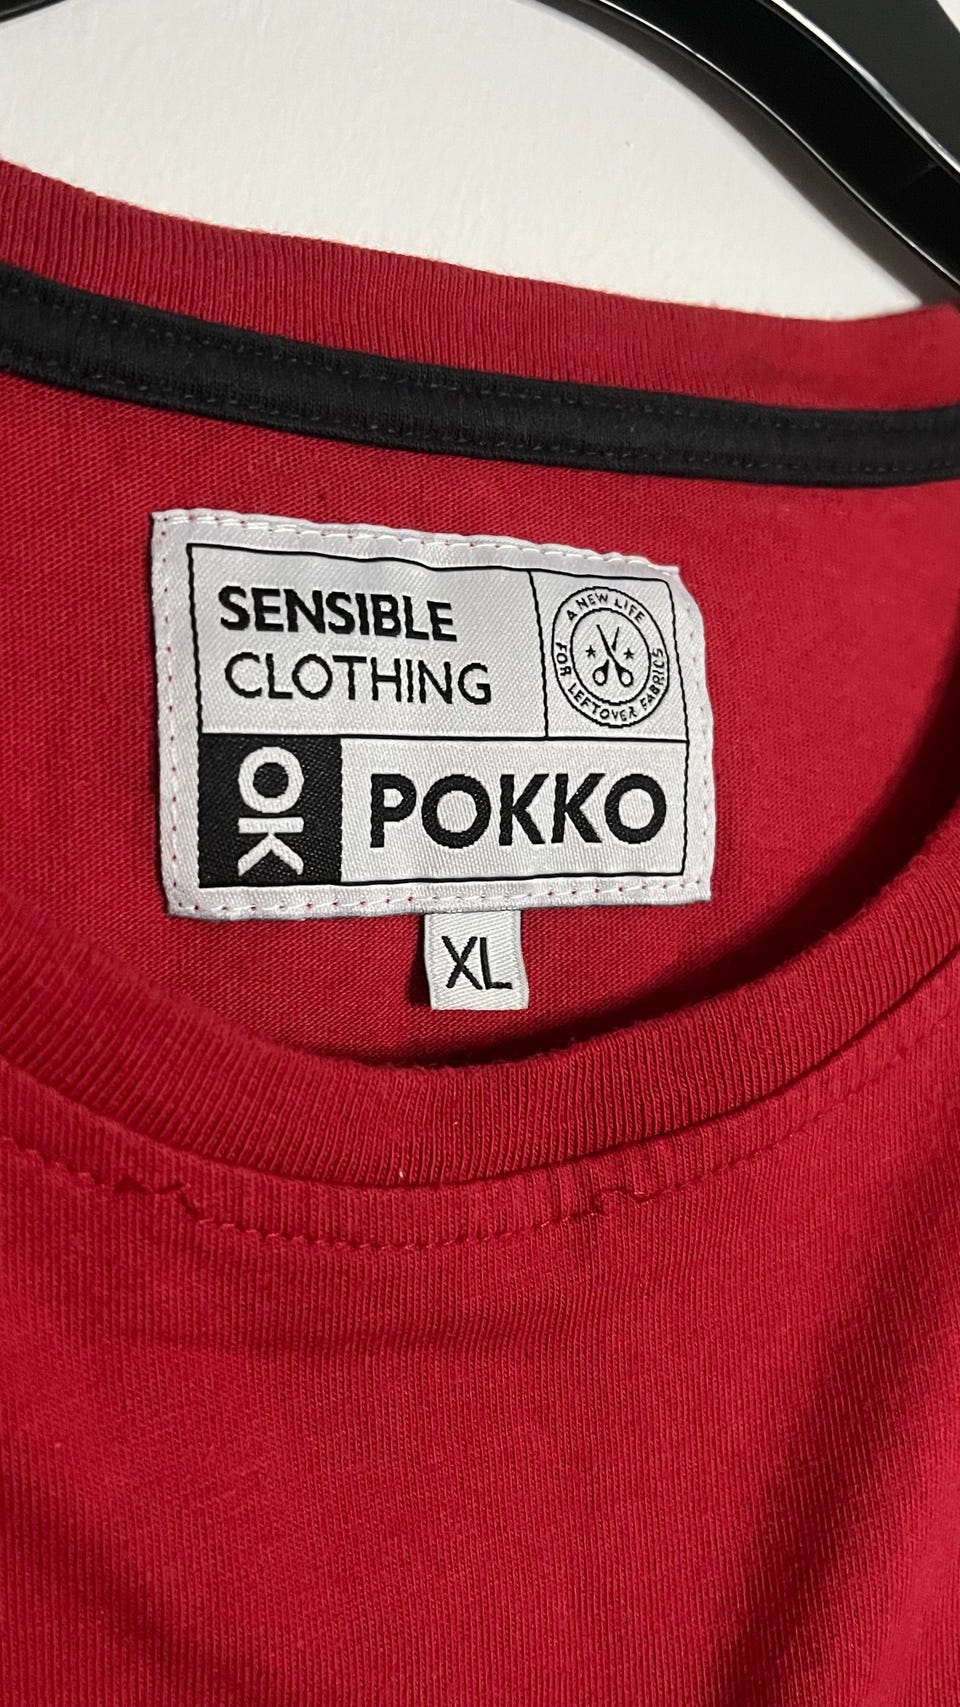 SENSIBLE
CLOTHING
A NEW LIFE
FOR LEFTOVER FABRICS
OK
POKKO
XL